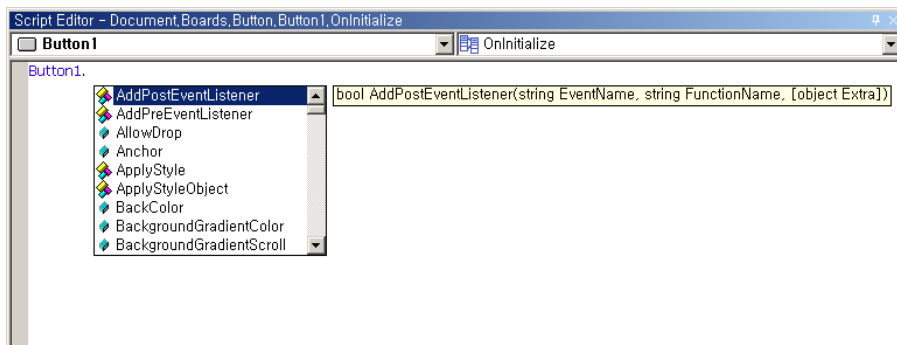 Script Editor - Document,Boards,Button,Button1,OnInitialize
Button1
OnInitialize
Button1.
AddPostEventListener
bool AddPostEventListener(string EventName, string FunctionName, [object Extra])
AddPreEventListener
AllowDrop
Anchor
ApplyStyle
ApplyStyleObject
BackColor
BackgroundGradientColor
BackgroundGradientScroll